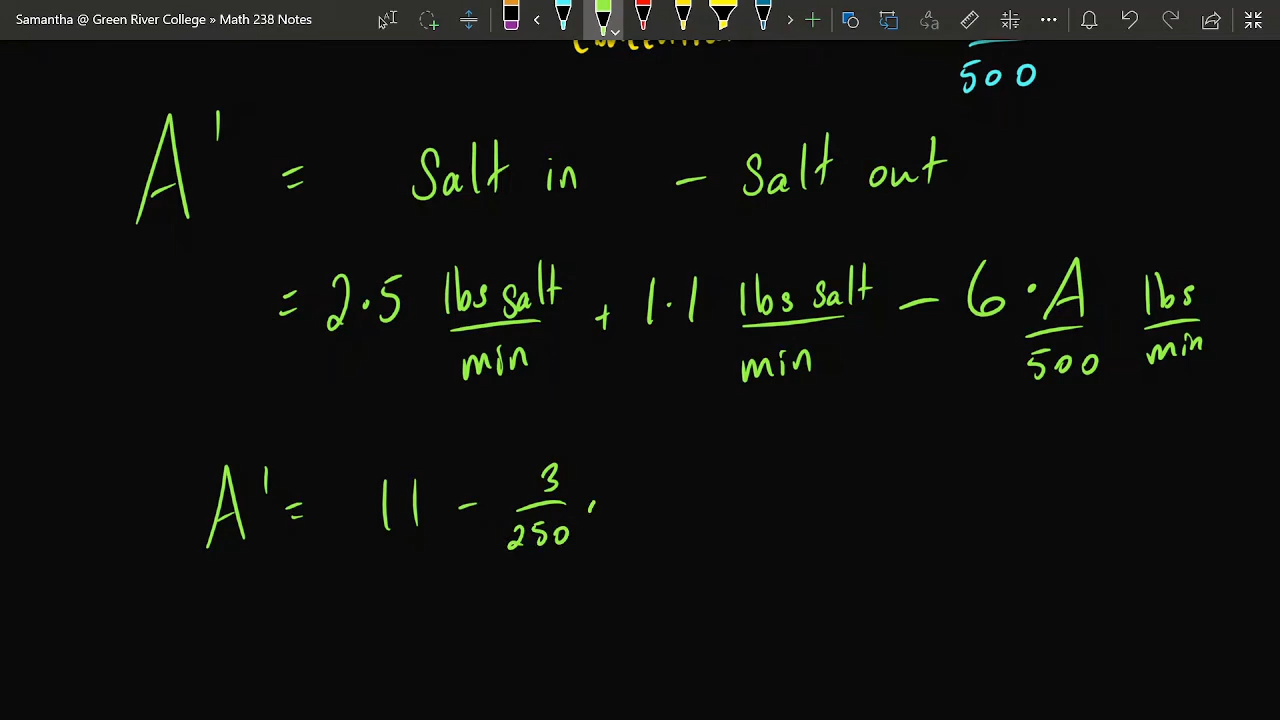 Samantha @ Green River College » Math 238 Notes
500
A' = Salt in - Salt out
= 2·5 lbs salt/min + 1·1 lbs salt/min - 6·A/500 lbs/min
A' = 11 - 3/250 ·